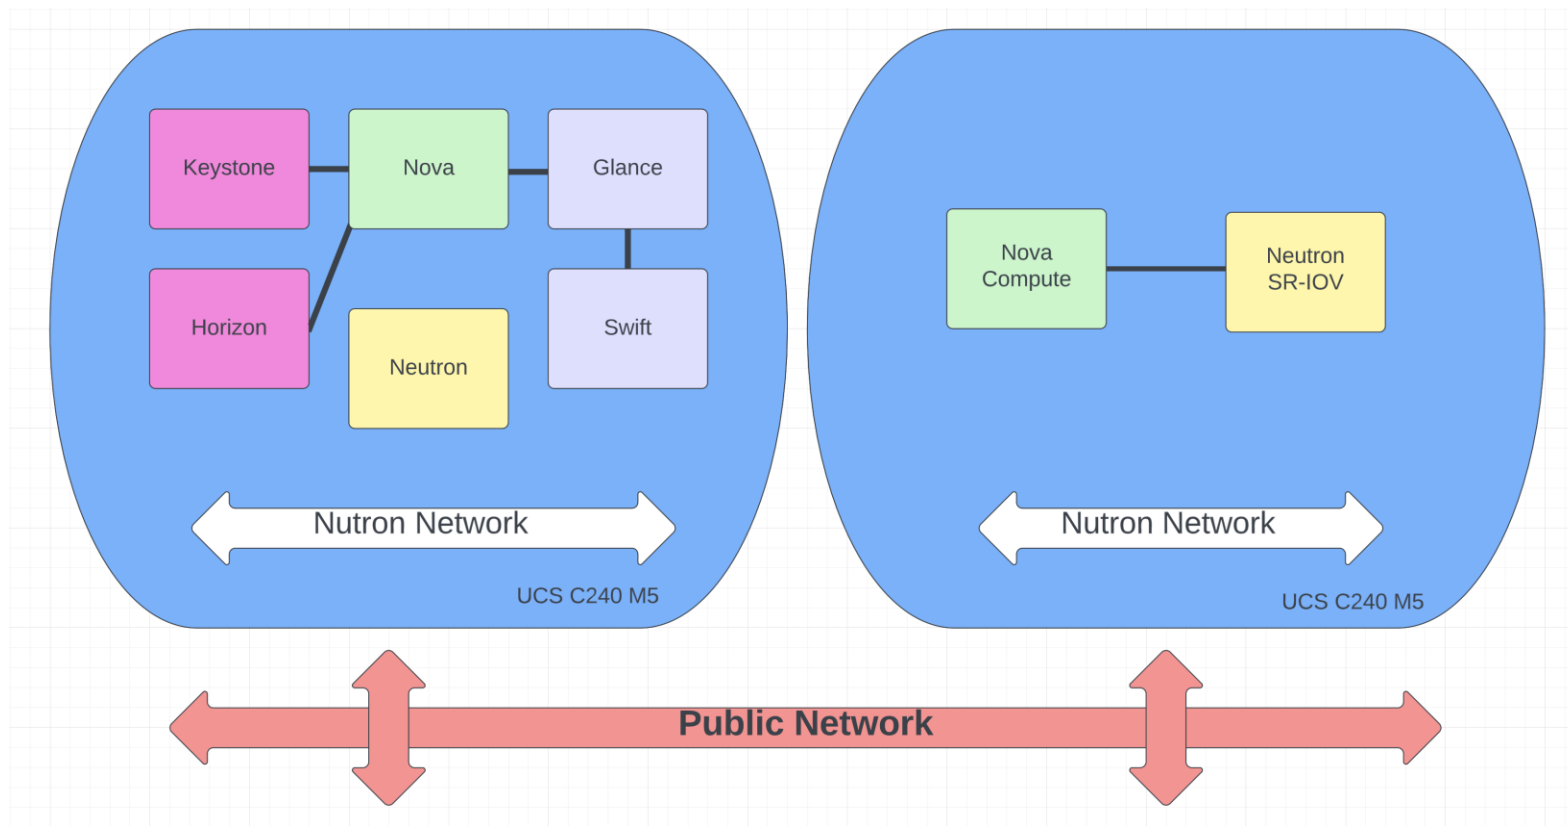 Keystone
Nova
Glance
Horizon
Neutron
Swift
Nutron Network
UCS C240 M5
Nova
Compute
Neutron
SR-IOV
Nutron Network
UCS C240 M5
Public Network